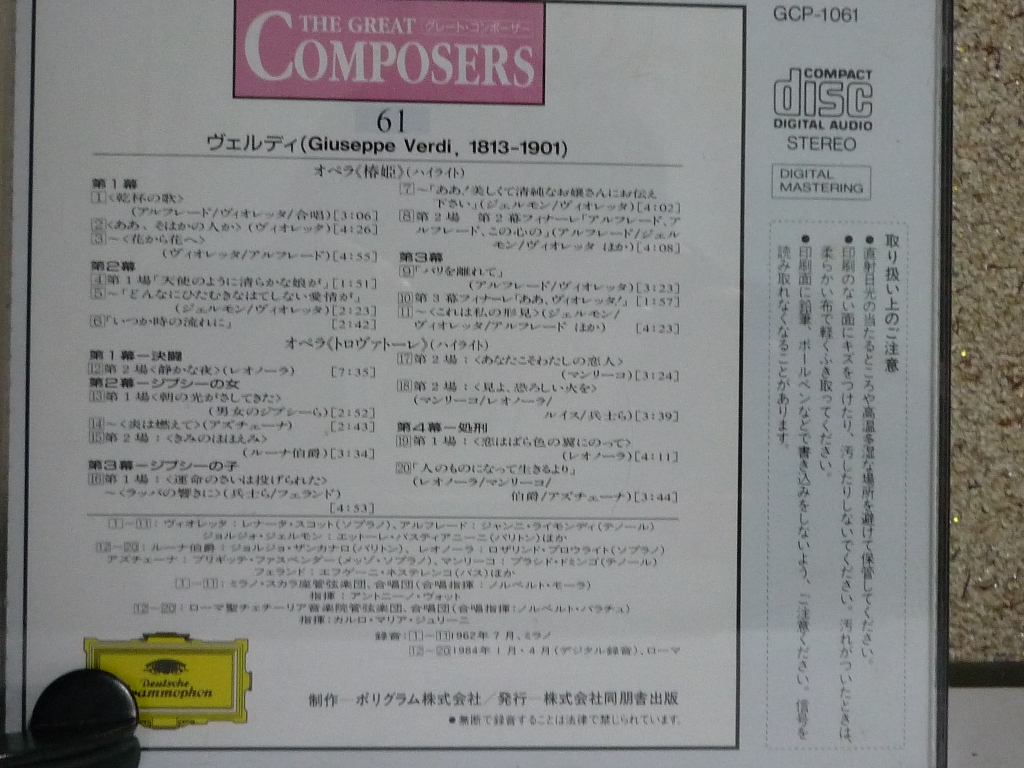 THE GREAT グレート・コンポーザー
COMPOSERS
61
ヴェルディ(Giuseppe Verdi, 1813-1901)
オペラ《椿姫》(ハイライト)
第1幕
1<乾杯の歌>
(アルフレード/ヴィオレッタ/合唱)[3:06]
2<ああ、そはかの人か>(ヴィオレッタ)[4:26]
3~<花から花へ>
(ヴィオレッタ/アルフレード)[4:55]
第2幕
4第1場「天使のように清らかな娘が」[1:51]
5~「どんなにひたむきなはてしない愛情が」
(ジェルモン/ヴィオレッタ)[2:23]
6「いつか時の流れに」 [2:42]
7~「ああ!美しくて清純なお嬢さんにお伝え
下さい」(ジェルモン/ヴィオレッタ)[4:02]
8第2場 第2幕フィナーレ「アルフレード、ア
ルフレード、この心の」(アルフレード/ジェル
モン/ヴィオレッタ ほか)[4:08]
第3幕
9「パリを離れて」
(アルフレード/ヴィオレッタ)[3:23]
10第3幕フィナーレ「ああ、ヴィオレッタ!」[1:57]
11~<これは私の形見>(ジェルモン/
ヴィオレッタ/アルフレード ほか) [4:23]
オペラ《トロヴァトーレ》(ハイライト)
第1幕—決闘
12第2場<静かな夜>(レオノーラ) [7:35]
第2幕—ジプシーの女
13第1場<朝の光がさしてきた>
(男女のジプシーら)[2:52]
14~<炎は燃えて>(アズチェーナ) [2:43]
15第2場:<きみのほほえみ>
(ルーナ伯爵)[3:34]
第3幕—ジプシーの子
16第1場:<運命のさいは投げられた>
~<ラッパの響きに>(兵士ら/フェランド)
[4:53]
17第2場:<あなたこそわたしの恋人>
(マンリーコ)[3:24]
18第2場:<見よ、恐ろしい火を>
(マンリーコ/レオノーラ/
ルイス/兵士ら)[3:39]
第4幕—処刑
19第1場:<恋はばら色の翼にのって>
(レオノーラ)[4:11]
20「人のものになって生きるより」
(レオノーラ/マンリーコ/
伯爵/アズチェーナ)[3:44]
1—11:ヴィオレッタ:レナータ・スコット(ソプラノ)、アルフレード:ジャンニ・ライモンディ(テノール)
ジョルジョ・ジェルモン:エットーレ・バスティアニーニ(バリトン)ほか
12—20:ルーナ伯爵:ジョルジョ・ザンカナロ(バリトン)、レオノーラ:ロザリンド・プロウライト(ソプラノ)
アズチェーナ:ブリギッテ・ファスベンダー(メッゾ・ソプラノ)、マンリーコ:プラシド・ドミンゴ(テノール)
フェランド:エフゲーニ・ネステレンコ(バス)ほか
1—11:ミラノ・スカラ座管弦楽団、合唱団(合唱指揮:ノルベルト・モーラ)
指揮:アントニーノ・ヴォットー
12—20:ローマ聖チェチーリア音楽院管弦楽団、合唱団(合唱指揮:ノルベルト・バラチュ)
指揮:カルロ・マリア・ジュリーニ
録音:1—11 1962年7月、ミラノ
12—20 1984年1月・4月(デジタル録音)、ローマ
Deutsche
ammophon
制作—ポリグラム株式会社/発行—株式会社同朋舎出版
●無断で録音することは法律で禁じられています。
GCP-1061
COMPACT
disc
DIGITAL AUDIO
STEREO
DIGITAL
MASTERING
取り扱い上のご注意
●直射日光の当たるところや高温多湿な場所を避けて保管してください。
●印刷のない面にキズをつけたり、汚したりしないでください。汚れがついたときは
柔らかい布で軽くふき取ってください。
●印刷面に鉛筆、ボールペンなどで書き込みをしないよう、ご注意ください。信号を
読み取れなくなることがあります。